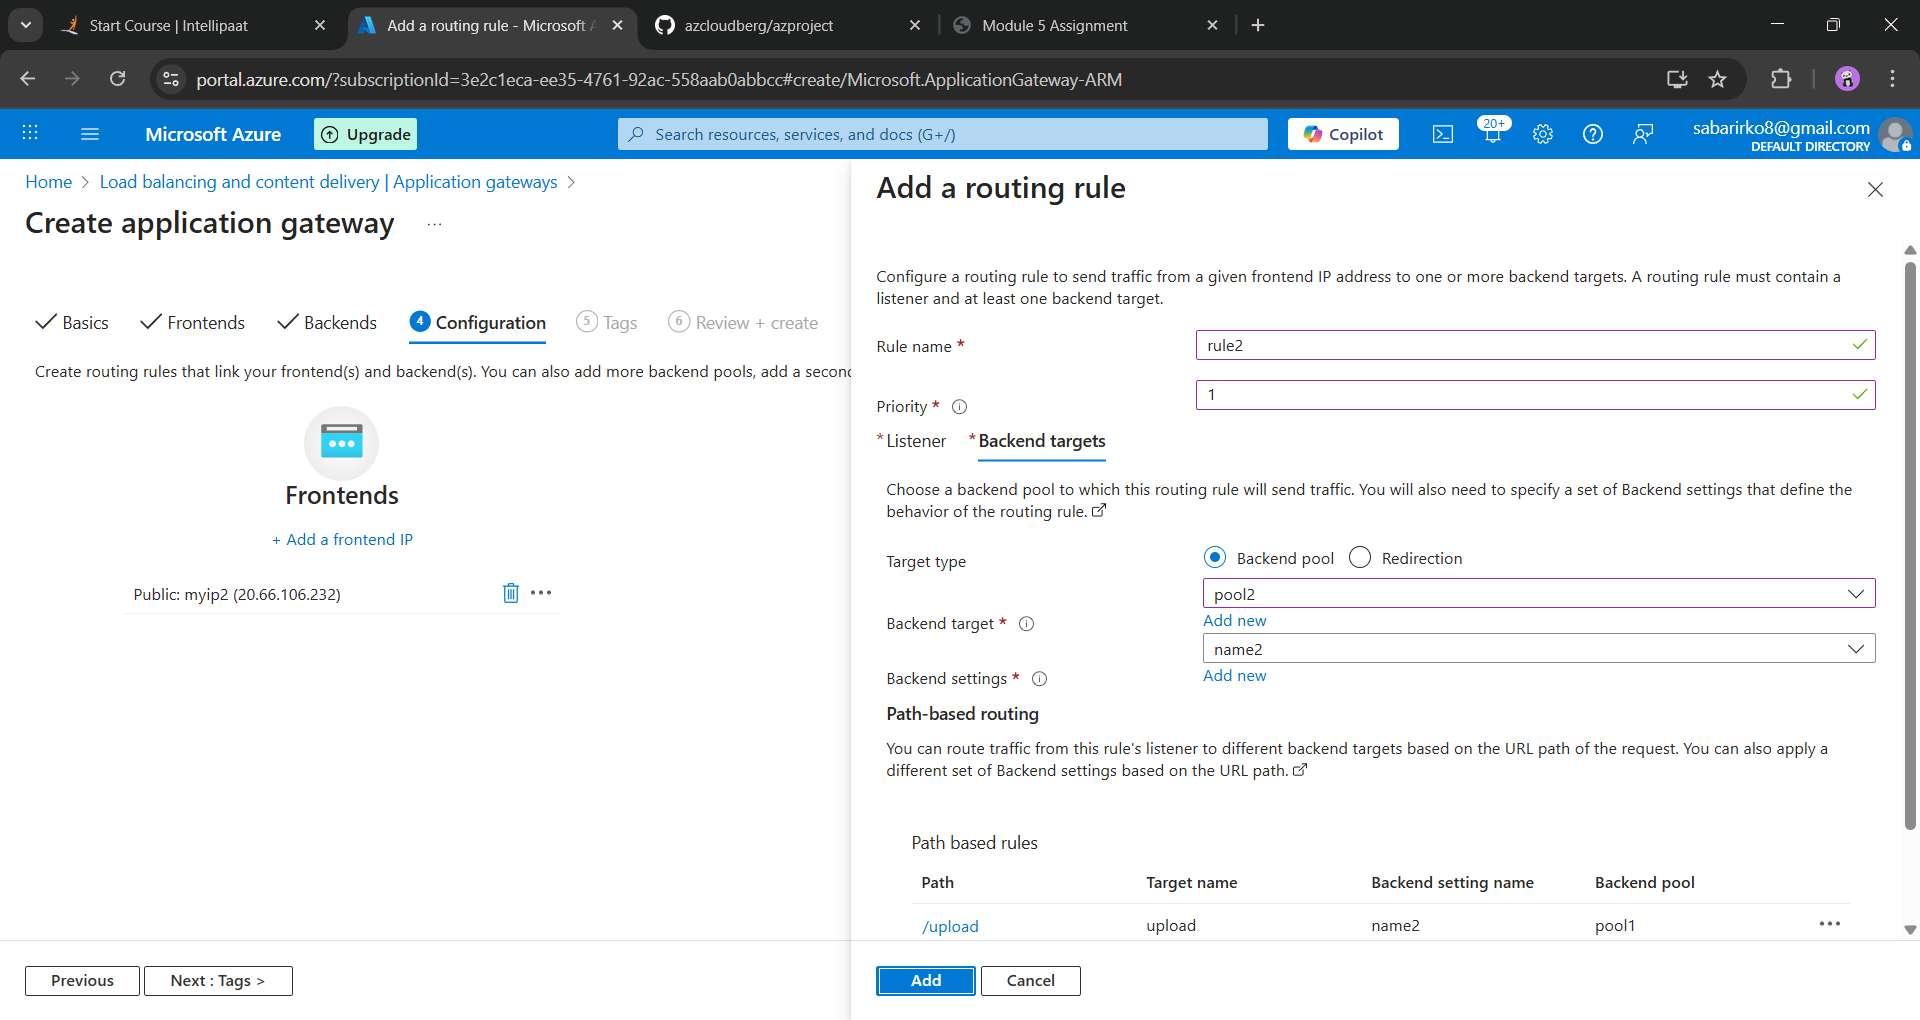 Start Course | Intellipaat
Add a routing rule - Microsoft A
azcloudberg/azproject
Module 5 Assignment
portal.azure.com/?subscriptionId=3e2c1eca-ee35-4761-92ac-558aab0abbcc#create/Microsoft.ApplicationGateway-ARM
Microsoft Azure
Upgrade
Search resources, services, and docs (G+/)
Copilot
20+
sabarirko8@gmail.com
DEFAULT DIRECTORY
Home > Load balancing and content delivery | Application gateways >
Create application gateway ...
Basics
Frontends
Backends
4 Configuration
5 Tags
6 Review + create
Create routing rules that link your frontend(s) and backend(s). You can also add more backend pools, add a secon
Frontends
+ Add a frontend IP
Public: myip2 (20.66.106.232)
Previous
Next : Tags >
Add a routing rule
Configure a routing rule to send traffic from a given frontend IP address to one or more backend targets. A routing rule must contain a
listener and at least one backend target.
Rule name *
rule2
Priority *
1
* Listener
* Backend targets
Choose a backend pool to which this routing rule will send traffic. You will also need to specify a set of Backend settings that define the
behavior of the routing rule.
Target type
Backend pool
Redirection
pool2
Backend target *
Add new
name2
Backend settings *
Add new
Path-based routing
You can route traffic from this rule's listener to different backend targets based on the URL path of the request. You can also apply a
different set of Backend settings based on the URL path.
Path based rules
Path Target name Backend setting name Backend pool
/upload upload name2 pool1
Add
Cancel